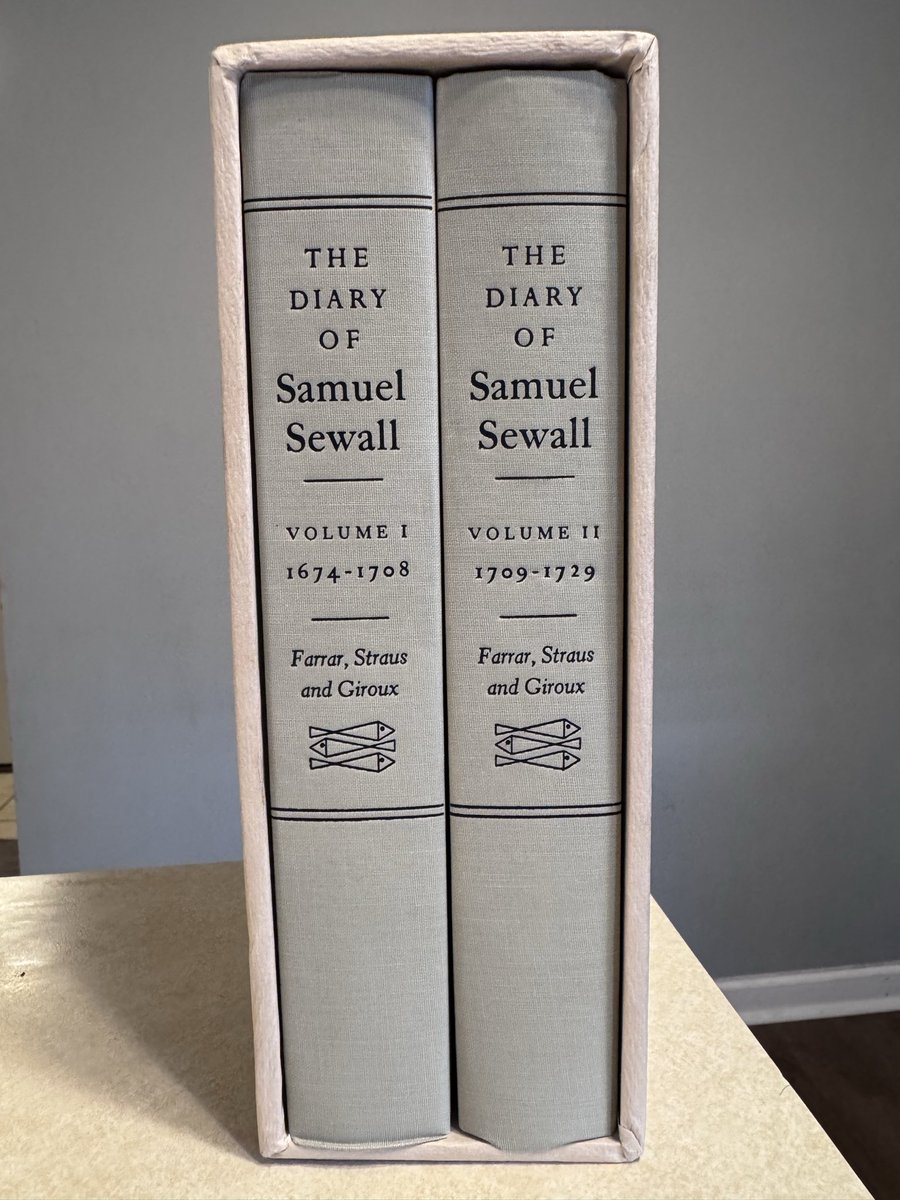 THE
DIARY
OF
Samuel
Sewall
VOLUME I
1674-1708
Farrar, Straus
and Giroux
THE
DIARY
OF
Samuel
Sewall
VOLUME II
1709-1729
Farrar, Straus
and Giroux